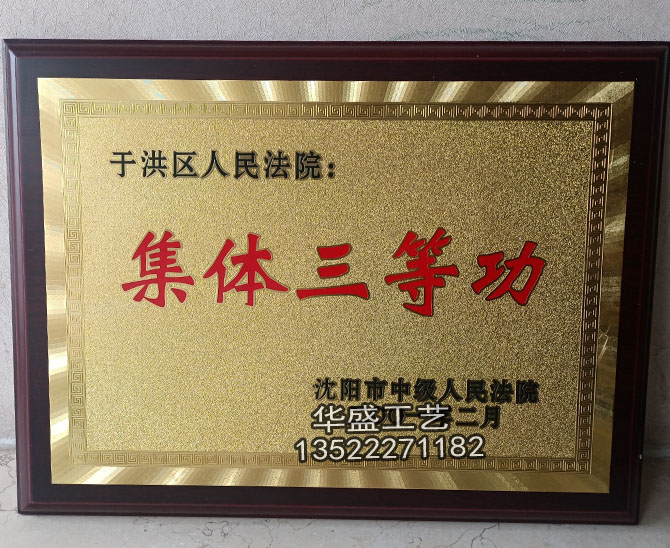 于洪区人民法院：
集体三等功
沈阳市中级人民法院
年二月
华盛工艺
13522271182